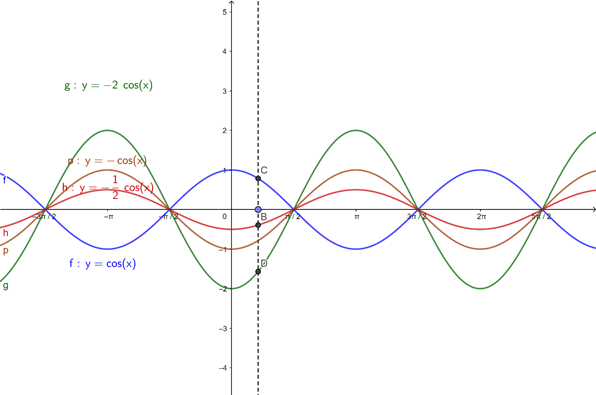 5
4
3
g : y = −2 cos(x)
2
p : y = − cos(x)
1
C
f
h : y = −1/2 cos(x)
−3π / 2
−π
−π / 2
0
π / 2
π
3π / 2
2π
5π / 2
B
h
p
−1
f : y = cos(x)
D
g
−2
−3
−4